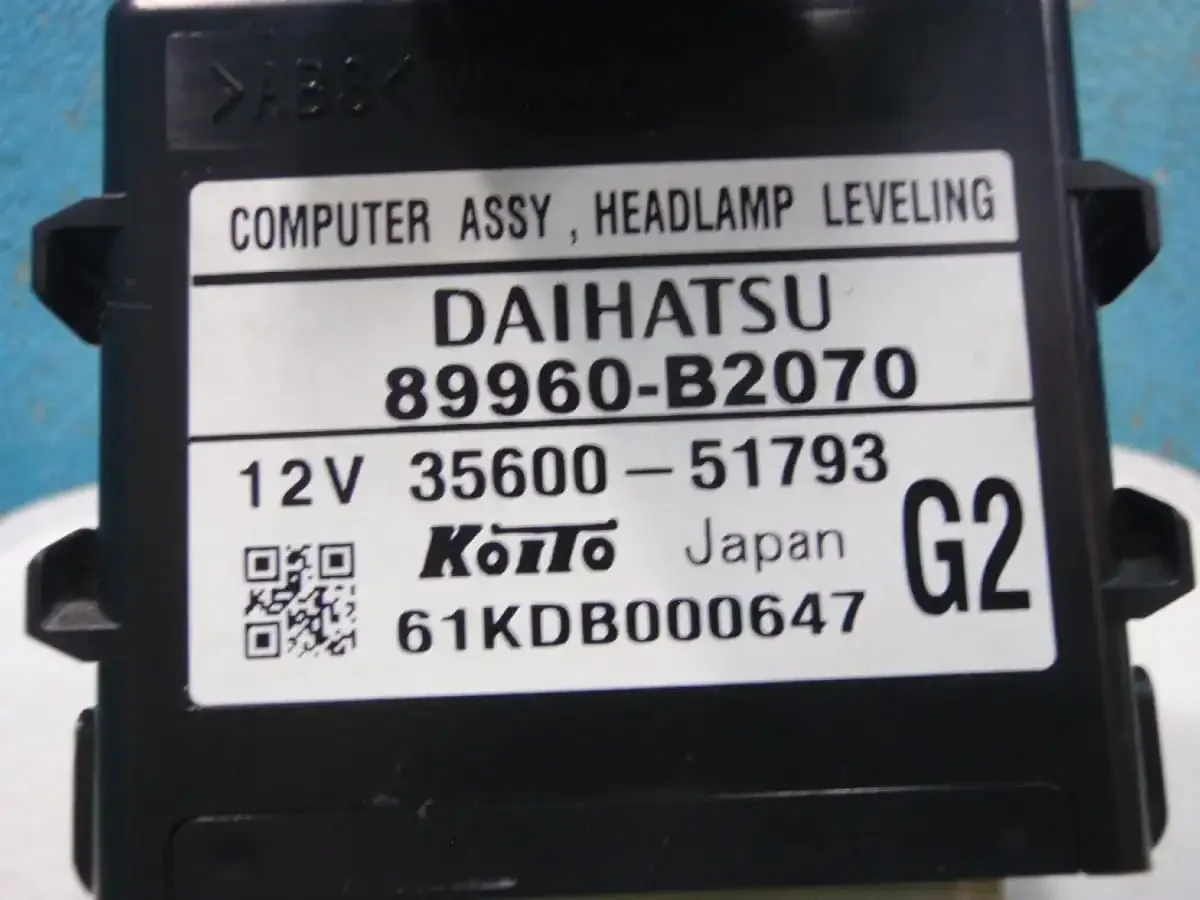 >ABS<
COMPUTER ASSY , HEADLAMP LEVELING
DAIHATSU
89960-B2070
12V 35600-51793
KOITO Japan G2
61KDB000647